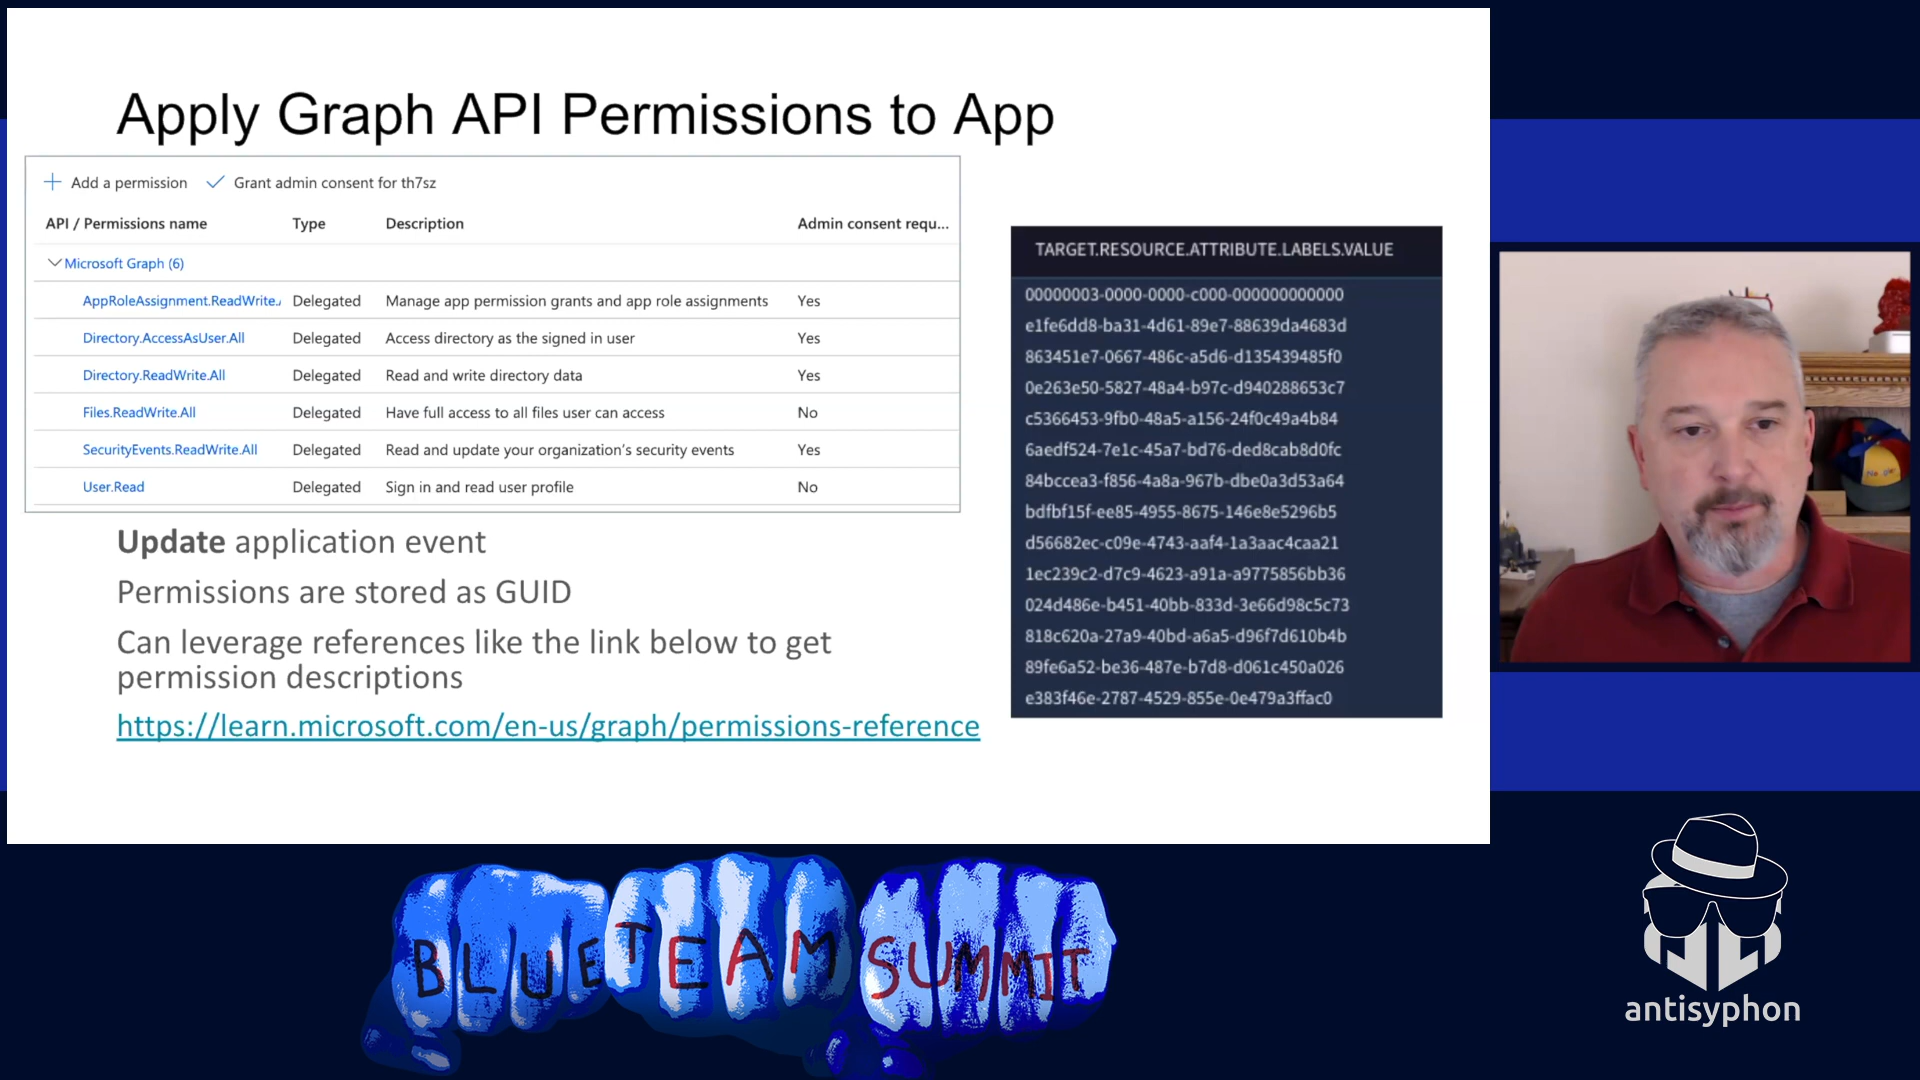 Apply Graph API Permissions to App
Add a permission Grant admin consent for th7sz
API / Permissions name Type Description Admin consent requ...
Microsoft Graph (6)
AppRoleAssignment.ReadWrite. Delegated Manage app permission grants and app role assignments Yes
Directory.AccessAsUser.All Delegated Access directory as the signed in user Yes
Directory.ReadWrite.All Delegated Read and write directory data Yes
Files.ReadWrite.All Delegated Have full access to all files user can access No
SecurityEvents.ReadWrite.All Delegated Read and update your organization's security events Yes
User.Read Delegated Sign in and read user profile No
Update application event
Permissions are stored as GUID
Can leverage references like the link below to get
permission descriptions
https://learn.microsoft.com/en-us/graph/permissions-reference
TARGET.RESOURCE.ATTRIBUTE.LABELS.VALUE
00000003-0000-0000-c000-000000000000
e1fe6dd8-ba31-4d61-89e7-88639da4683d
863451e7-0667-486c-a5d6-d135439485f0
0e263e50-5827-48a4-b97c-d940288653c7
c5366453-9fb0-48a5-a156-24f0c49a4b84
6aedf524-7e1c-45a7-bd76-ded8cab8d0fc
84bccea3-f856-4a8a-967b-dbe0a3d53a64
bdfbf15f-ee85-4955-8675-146e8e5296b5
d56682ec-c09e-4743-aaf4-1a3aac4caa21
1ec239c2-d7c9-4623-a91a-a9775856bb36
024d486e-b451-40bb-833d-3e66d98c5c73
818c620a-27a9-40bd-a6a5-d96f7d610b4b
89fe6a52-be36-487e-b7d8-d061c450a026
e383f46e-2787-4529-855e-0e479a3ffac0
BLUE TEAM SUMMIT
antisyphon